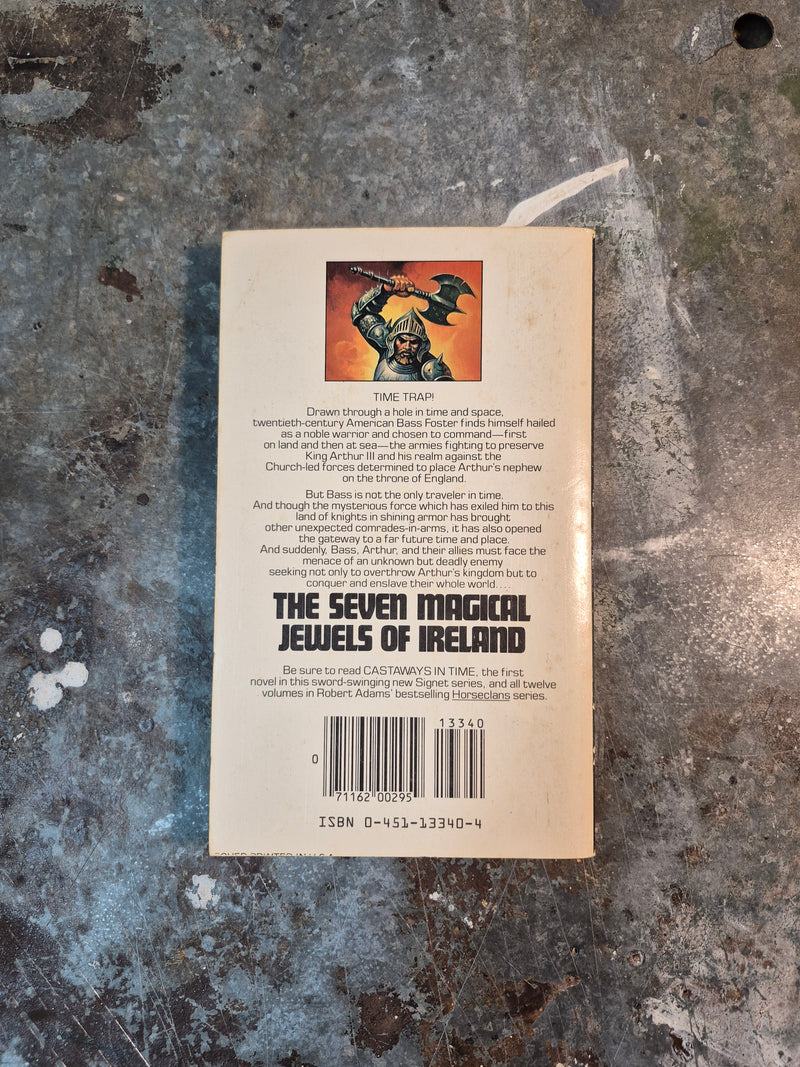 TIME TRAP!
Drawn through a hole in time and space,
twentieth-century American Bass Foster finds himself hailed
as a noble warrior and chosen to command—first
on land and then at sea—the armies fighting to preserve
King Arthur III and his realm against the
Church-led forces determined to place Arthur's nephew
on the throne of England.
But Bass is not the only traveler in time.
And though the mysterious force which has exiled him to this
land of knights in shining armor has brought
other unexpected comrades-in-arms, it has also opened
the gateway to a far future time and place.
And suddenly, Bass, Arthur, and their allies must face the
menace of an unknown but deadly enemy
seeking not only to overthrow Arthur's kingdom but to
conquer and enslave their whole world....
THE SEVEN MAGICAL
JEWELS OF IRELAND
Be sure to read CASTAWAYS IN TIME, the first
novel in this sword-swinging new Signet series, and all twelve
volumes in Robert Adams' bestselling Horseclans series.
13340
0
71162 00295
ISBN 0-451-13340-4
COVER PRINTED IN U.S.A.